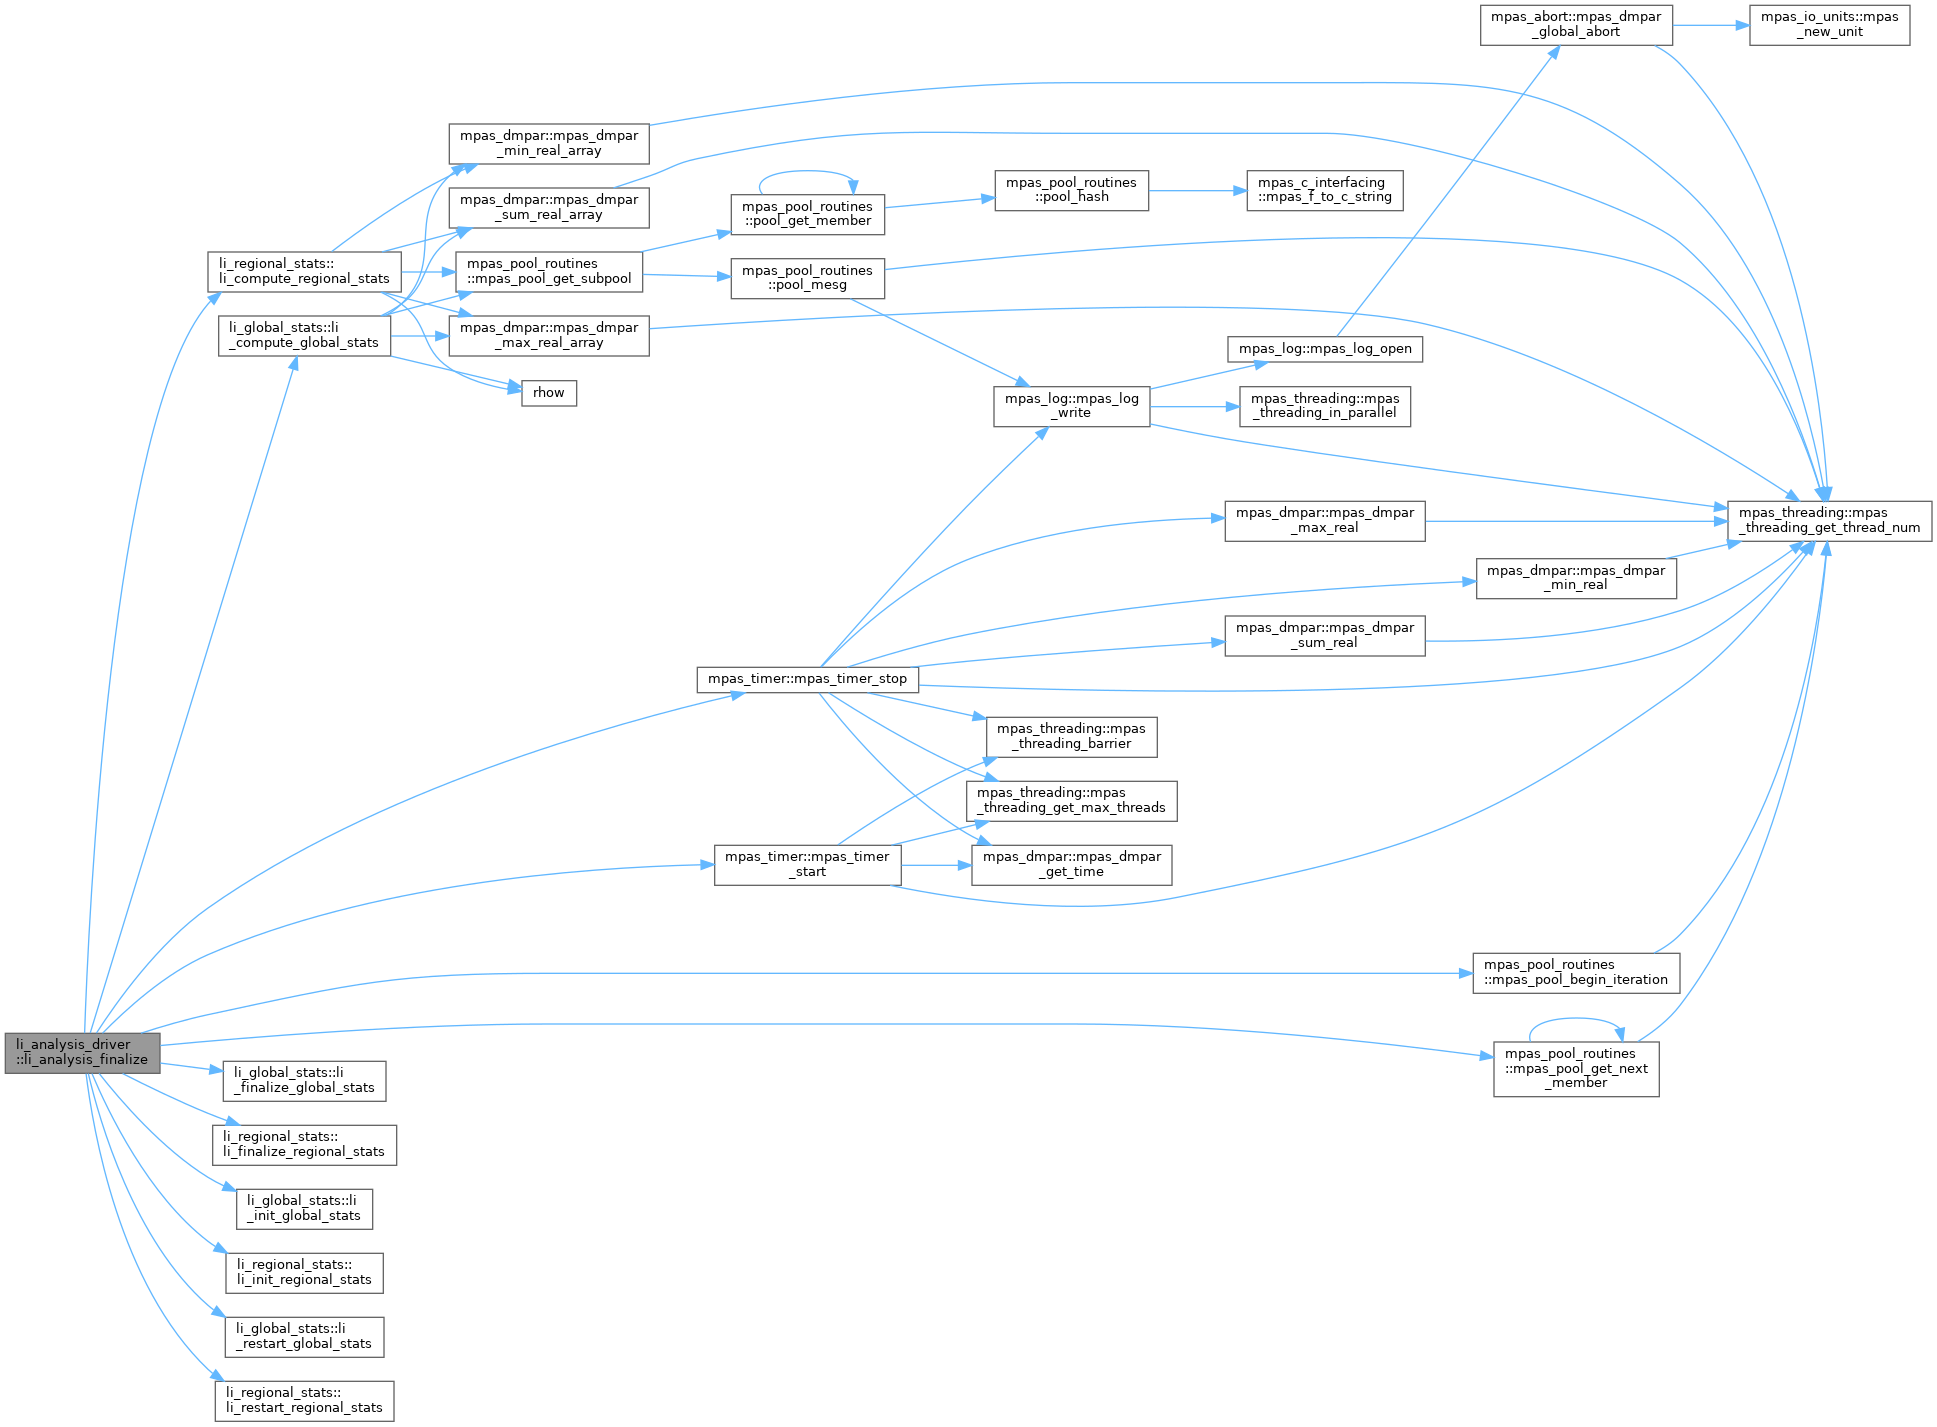 mpas_abort::mpas_dmpar
_global_abort
mpas_io_units::mpas
_new_unit
mpas_dmpar::mpas_dmpar
_min_real_array
mpas_dmpar::mpas_dmpar
_sum_real_array
mpas_pool_routines
::pool_get_member
mpas_pool_routines
::pool_hash
mpas_c_interfacing
::mpas_f_to_c_string
li_regional_stats::
li_compute_regional_stats
mpas_pool_routines
::mpas_pool_get_subpool
mpas_pool_routines
::pool_mesg
li_global_stats::li
_compute_global_stats
mpas_dmpar::mpas_dmpar
_max_real_array
rhow
mpas_log::mpas_log_open
mpas_log::mpas_log
_write
mpas_threading::mpas
_threading_in_parallel
mpas_dmpar::mpas_dmpar
_max_real
mpas_threading::mpas
_threading_get_thread_num
mpas_dmpar::mpas_dmpar
_min_real
mpas_dmpar::mpas_dmpar
_sum_real
mpas_timer::mpas_timer_stop
mpas_threading::mpas
_threading_barrier
mpas_threading::mpas
_threading_get_max_threads
mpas_timer::mpas_timer
_start
mpas_dmpar::mpas_dmpar
_get_time
mpas_pool_routines
::mpas_pool_begin_iteration
li_analysis_driver
::li_analysis_finalize
mpas_pool_routines
::mpas_pool_get_next
_member
li_global_stats::li
_finalize_global_stats
li_regional_stats::
li_finalize_regional_stats
li_global_stats::li
_init_global_stats
li_regional_stats::
li_init_regional_stats
li_global_stats::li
_restart_global_stats
li_regional_stats::
li_restart_regional_stats